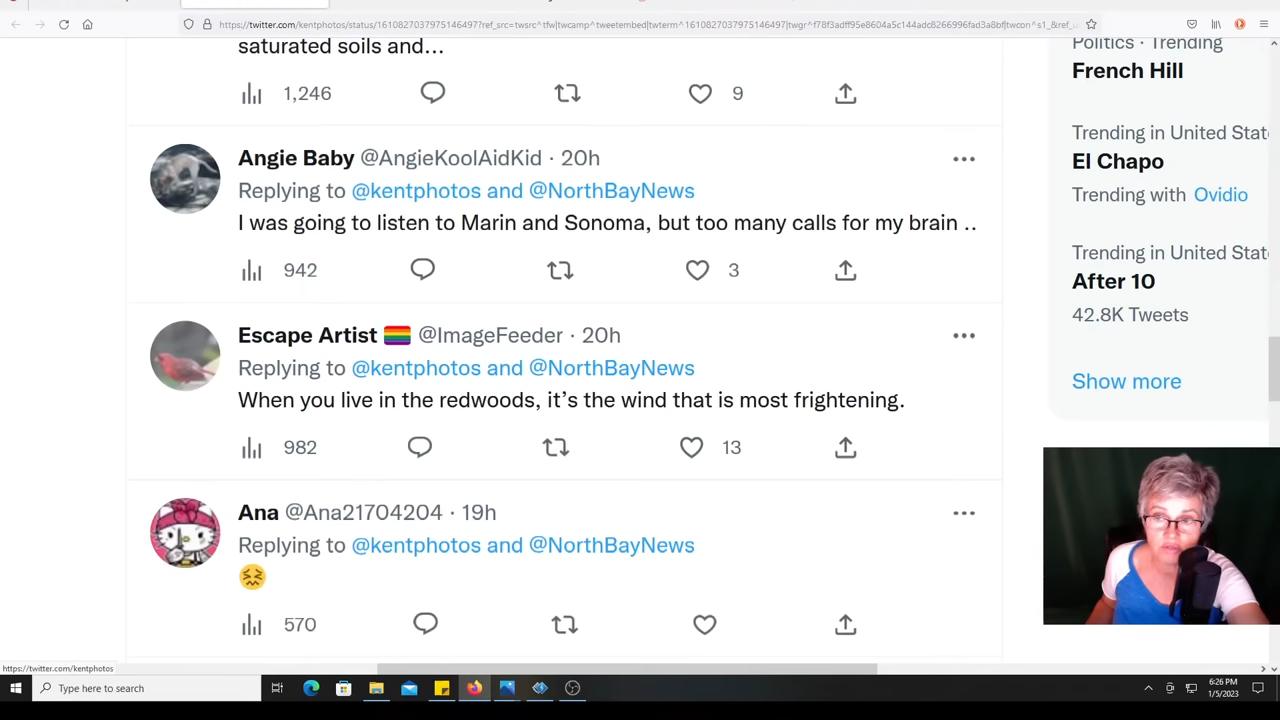 https://twitter.com/kentphotos/status/1610827037975146497?ref_src=twsrc^tfw|twcamp^tweetembed|twterm^1610827037975146497|twgr^f78f3adff95e8604a5c144adc8266996fad3a8bf|twcon^s1_&ref_u
saturated soils and...
1,246
9
Angie Baby @AngieKoolAidKid · 20h
Replying to @kentphotos and @NorthBayNews
I was going to listen to Marin and Sonoma, but too many calls for my brain ..
942
3
Escape Artist 🏳️‍🌈 @ImageFeeder · 20h
Replying to @kentphotos and @NorthBayNews
When you live in the redwoods, it's the wind that is most frightening.
982
13
Ana @Ana21704204 · 19h
Replying to @kentphotos and @NorthBayNews
😖
570
Politics · Trending
French Hill
Trending in United Stat
El Chapo
Trending with Ovidio
Trending in United Stat
After 10
42.8K Tweets
Show more
https://twitter.com/kentphotos
Type here to search
6:26 PM
1/5/2023